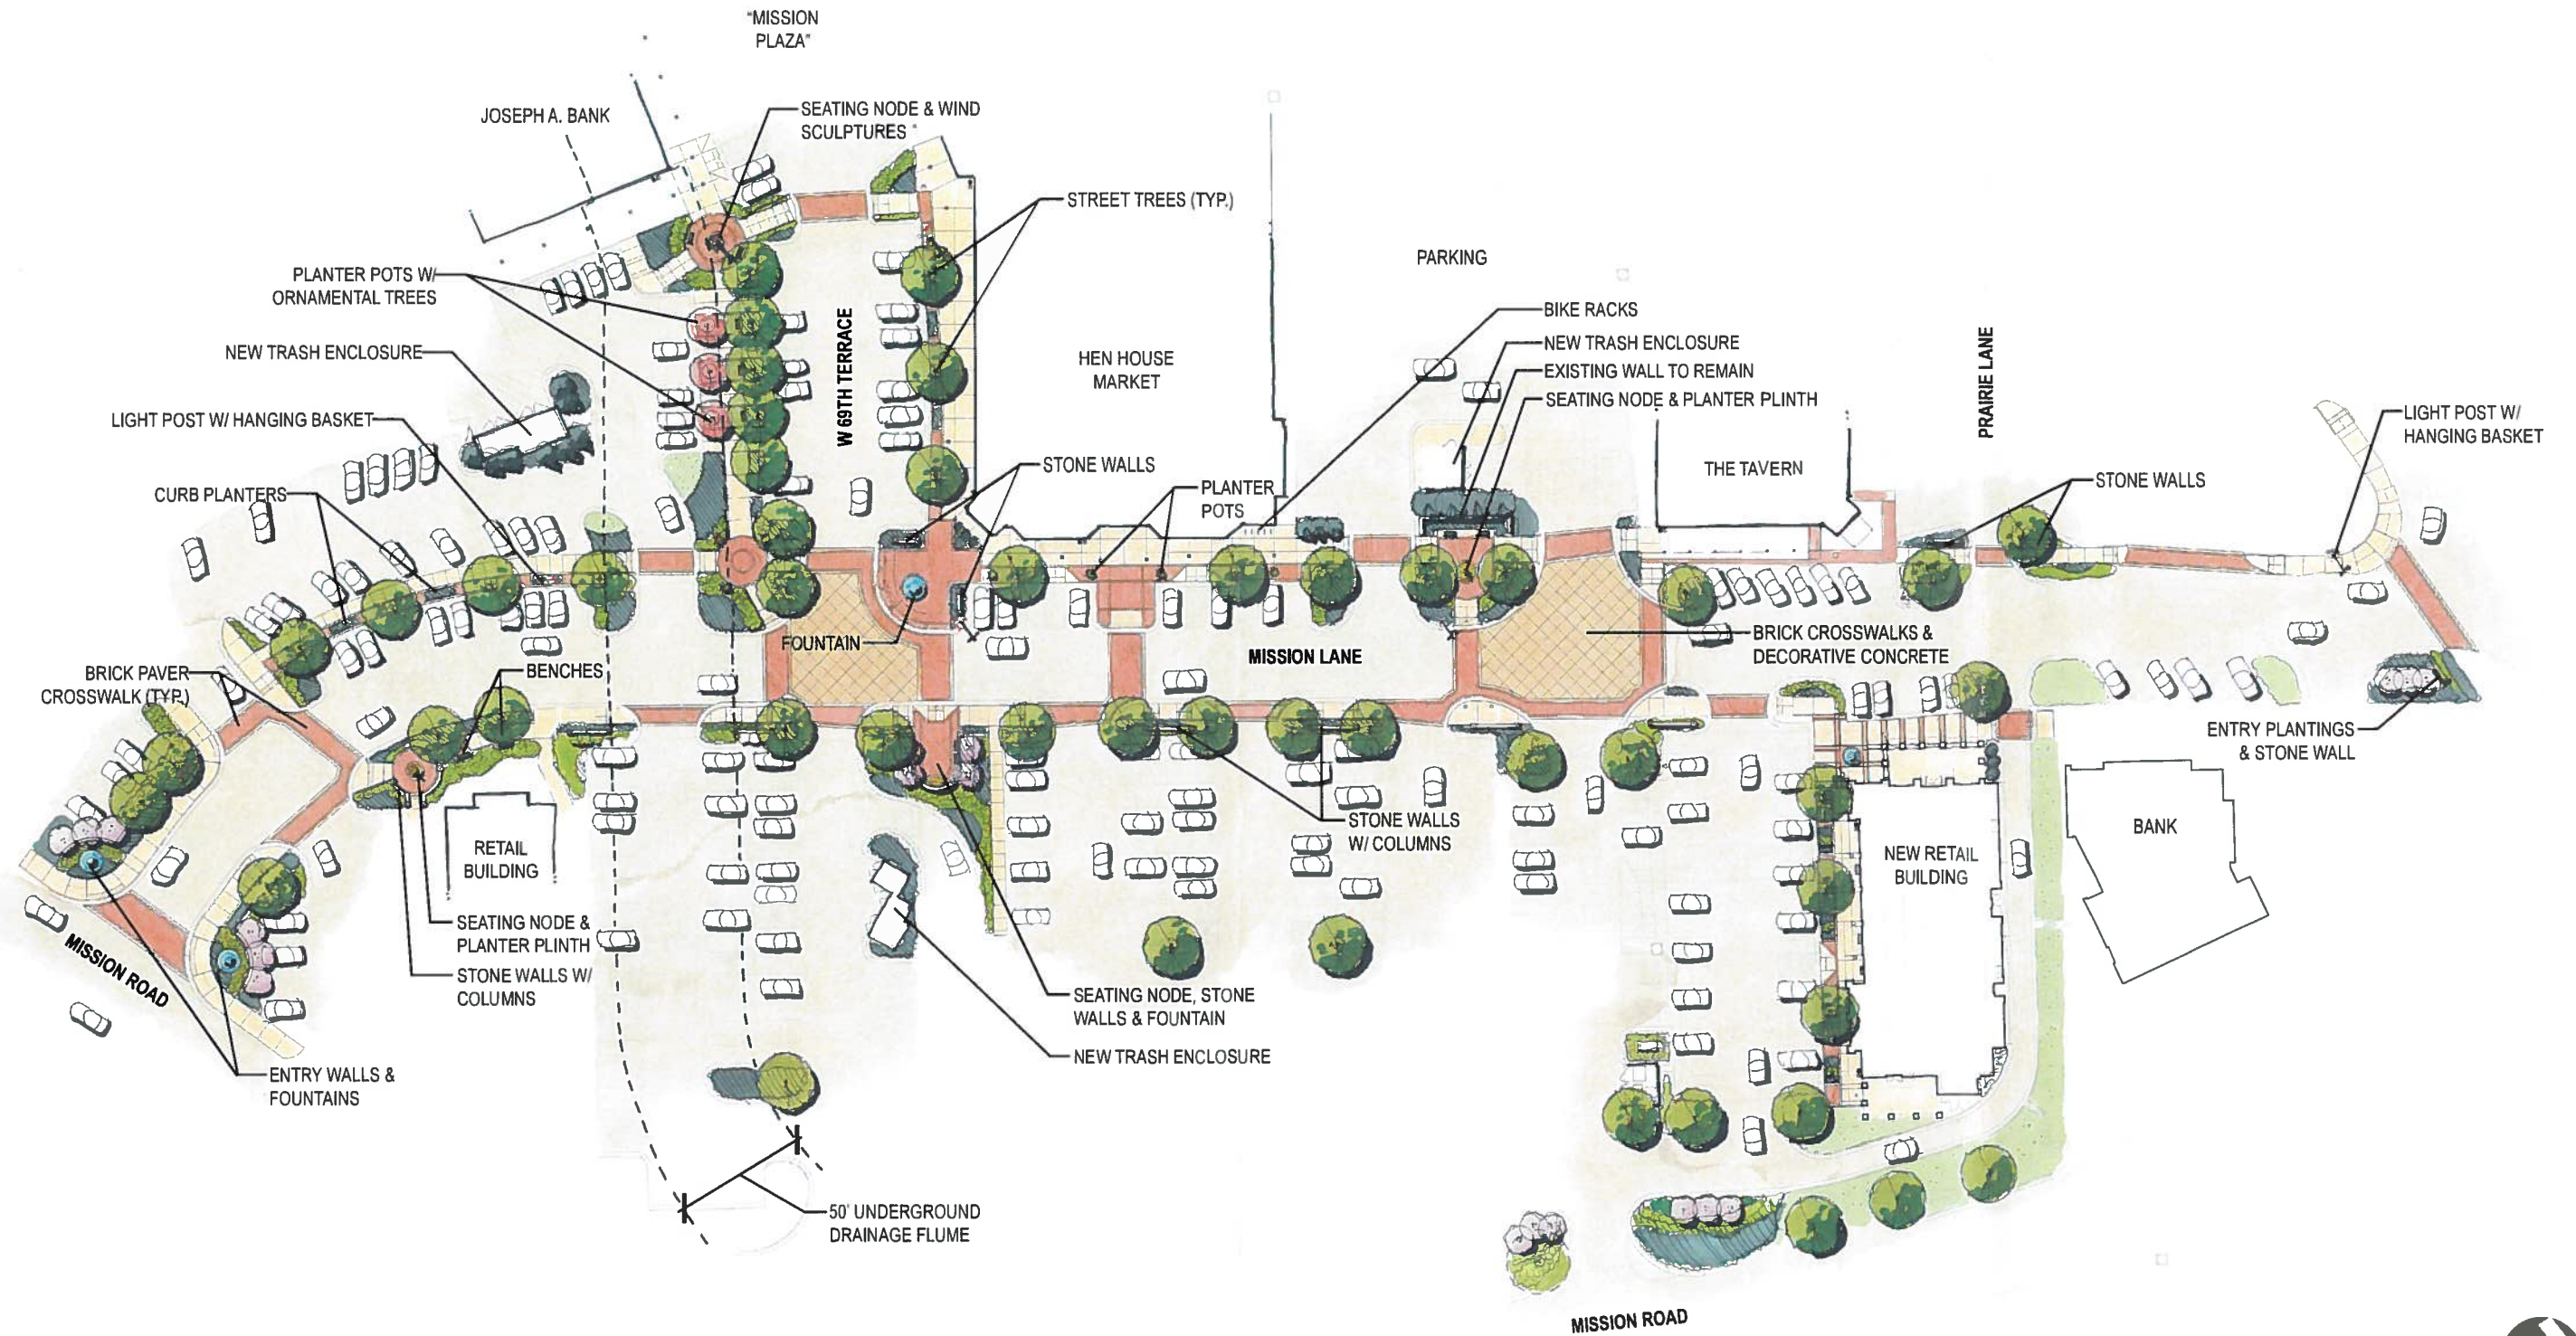 "MISSION
PLAZA"
JOSEPH A. BANK
SEATING NODE & WIND
SCULPTURES
STREET TREES (TYP.)
PARKING
PLANTER POTS W/
ORNAMENTAL TREES
BIKE RACKS
NEW TRASH ENCLOSURE
W 69TH TERRACE
HEN HOUSE
MARKET
NEW TRASH ENCLOSURE
EXISTING WALL TO REMAIN
SEATING NODE & PLANTER PLINTH
PRAIRIE LANE
LIGHT POST W/ HANGING BASKET
LIGHT POST W/
HANGING BASKET
STONE WALLS
THE TAVERN
STONE WALLS
CURB PLANTERS
PLANTER
POTS
FOUNTAIN
MISSION LANE
BRICK CROSSWALKS &
DECORATIVE CONCRETE
BRICK PAVER
CROSSWALK (TYP.)
BENCHES
ENTRY PLANTINGS
& STONE WALL
STONE WALLS
W/ COLUMNS
BANK
RETAIL
BUILDING
NEW RETAIL
BUILDING
SEATING NODE &
PLANTER PLINTH
MISSION ROAD
STONE WALLS W/
COLUMNS
SEATING NODE, STONE
WALLS & FOUNTAIN
NEW TRASH ENCLOSURE
ENTRY WALLS &
FOUNTAINS
50' UNDERGROUND
DRAINAGE FLUME
MISSION ROAD